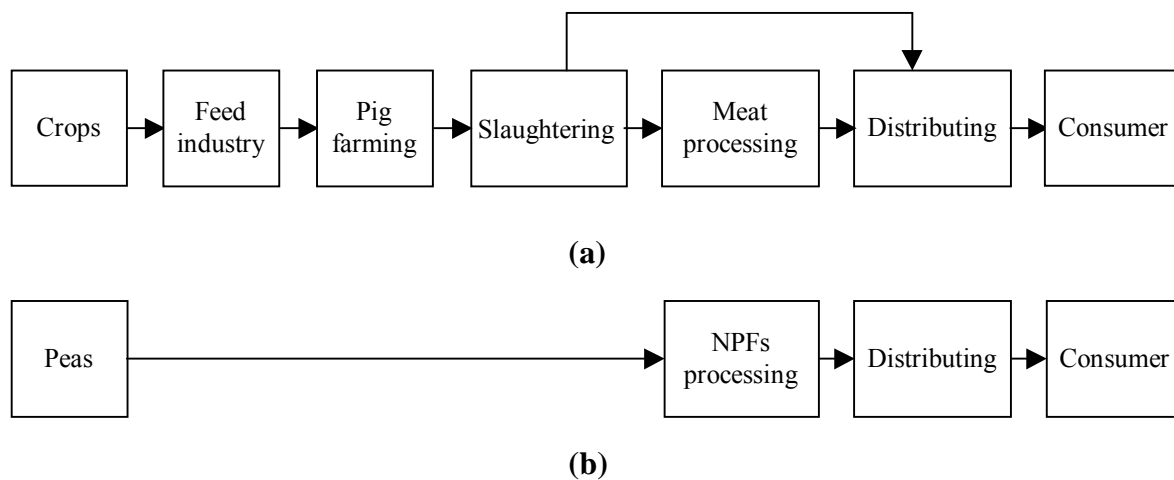 Crops
Feed
industry
Pig
farming
Slaughtering
Meat
processing
Distributing
Consumer
(a)
Peas
NPFs
processing
Distributing
Consumer
(b)